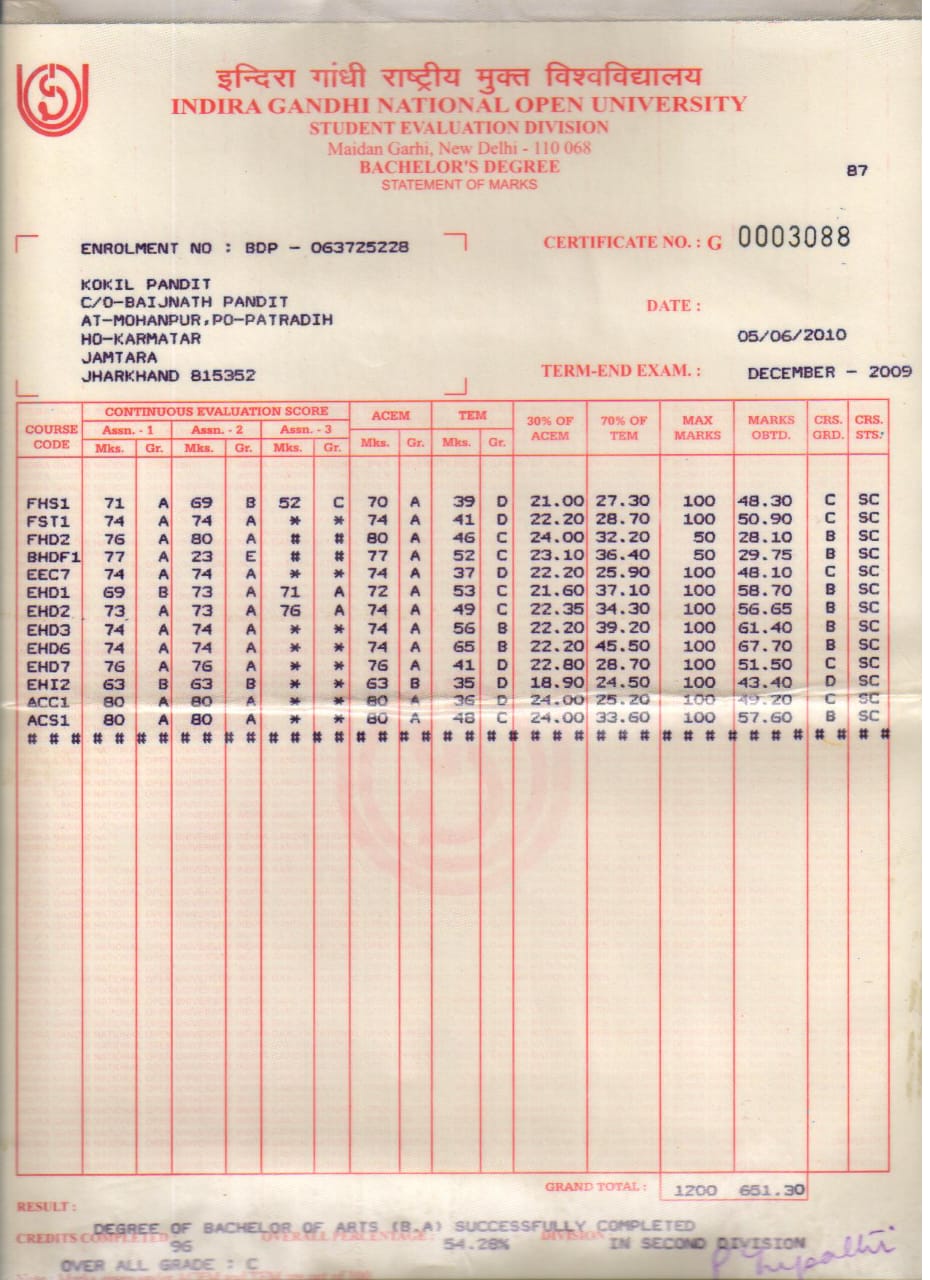 इन्दिरा गांधी राष्ट्रीय मुक्त विश्वविद्यालय
INDIRA GANDHI NATIONAL OPEN UNIVERSITY
STUDENT EVALUATION DIVISION
Maidan Garhi, New Delhi - 110 068
BACHELOR'S DEGREE
STATEMENT OF MARKS
87
ENROLMENT NO : BDP - 063725228
CERTIFICATE NO. : G 0003088
KOKIL PANDIT
C/O-BAIJNATH PANDIT
AT-MOHANPUR,PO-PATRADIH
HO-KARMATAR
JAMTARA
JHARKHAND 815352
DATE :
05/06/2010
TERM-END EXAM. : DECEMBER - 2009
COURSE CODE CONTINUOUS EVALUATION SCORE ACEM TEM 30% OF ACEM 70% OF TEM MAX MARKS MARKS OBTD. CRS. GRD. CRS. STS.
Assn. - 1 Assn. - 2 Assn. - 3
Mks. Gr. Mks. Gr. Mks. Gr. Mks. Gr. Mks. Gr.
FHS1 71 A 69 B 52 C 70 A 39 D 21.00 27.30 100 48.30 C SC
FST1 74 A 74 A * * 74 A 41 D 22.20 28.70 100 50.90 C SC
FHD2 76 A 80 A # # 80 A 46 C 24.00 32.20 50 28.10 B SC
BHDF1 77 A 23 E # # 77 A 52 C 23.10 36.40 50 29.75 B SC
EEC7 74 A 74 A * * 74 A 37 D 22.20 25.90 100 48.10 C SC
EHD1 69 B 73 A 71 A 72 A 53 C 21.60 37.10 100 58.70 B SC
EHD2 73 A 73 A 76 A 74 A 49 C 22.35 34.30 100 56.65 B SC
EHD3 74 A 74 A * * 74 A 56 B 22.20 39.20 100 61.40 B SC
EHD6 74 A 74 A * * 74 A 65 B 22.20 45.50 100 67.70 B SC
EHD7 76 A 76 A * * 76 A 41 D 22.80 28.70 100 51.50 C SC
EHI2 63 B 63 B * * 63 B 35 D 18.90 24.50 100 43.40 D SC
ACC1 80 A 80 A * * 80 A 36 D 24.00 25.20 100 49.20 C SC
ACS1 80 A 80 A * * 80 A 48 C 24.00 33.60 100 57.60 B SC
# # # # # # # # # # # # # # # # # # # # # # # # # # # # # # # # # # # # # # # #
GRAND TOTAL : 1200 651.30
RESULT :
DEGREE OF BACHELOR OF ARTS (B.A) SUCCESSFULLY COMPLETED
CREDITS COMPLETED 96 OVERALL PERCENTAGE : 54.28% DIVISION IN SECOND DIVISION
OVER ALL GRADE : C